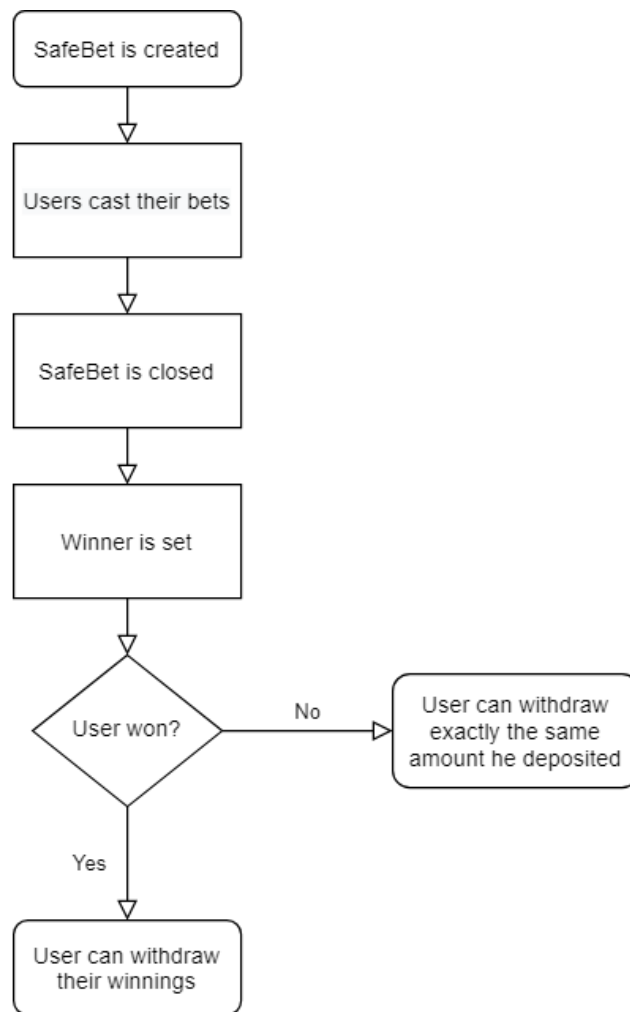 SafeBet is created
Users cast their bets
SafeBet is closed
Winner is set
User won?
No
User can withdraw
exactly the same
amount he deposited
Yes
User can withdraw
their winnings